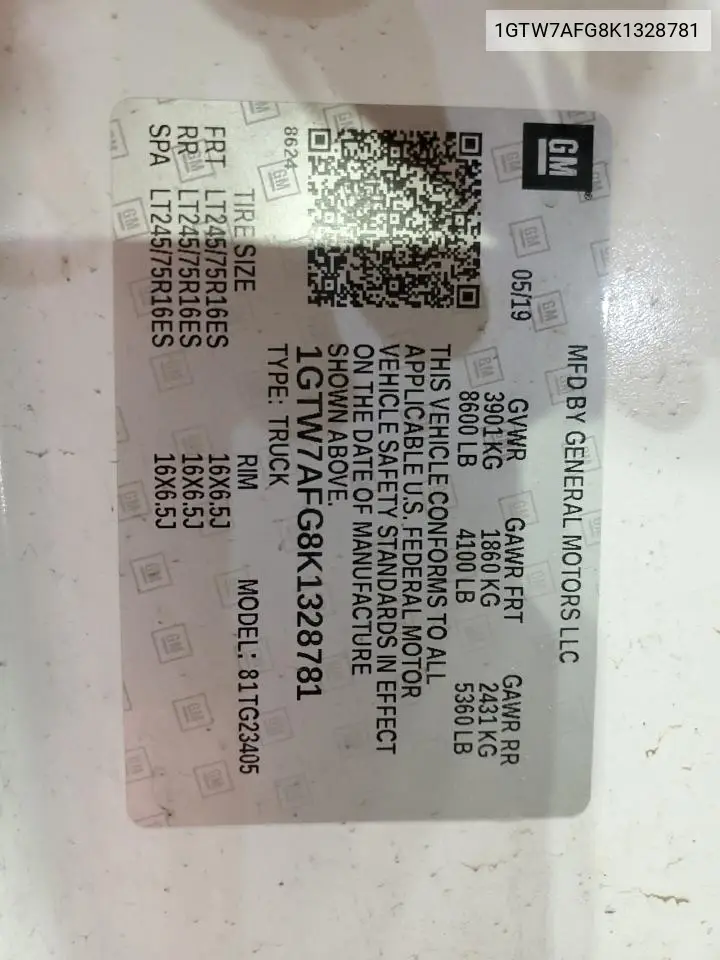 1GTW7AFG8K1328781
GM
MFD BY GENERAL MOTORS LLC
05/19
GVWR GAWR FRT GAWR RR
3901KG 1860 KG 2431 KG
8600 LB 4100 LB 5360 LB
THIS VEHICLE CONFORMS TO ALL
APPLICABLE U.S. FEDERAL MOTOR
VEHICLE SAFETY STANDARDS IN EFFECT
ON THE DATE OF MANUFACTURE
SHOWN ABOVE.
1GTW7AFG8K1328781
TYPE: TRUCK
8624
TIRE SIZE RIM MODEL: 81TG23405
FRT LT245/75R16ES 16X6.5J
RR LT245/75R16ES 16X6.5J
SPA LT245/75R16ES 16X6.5J